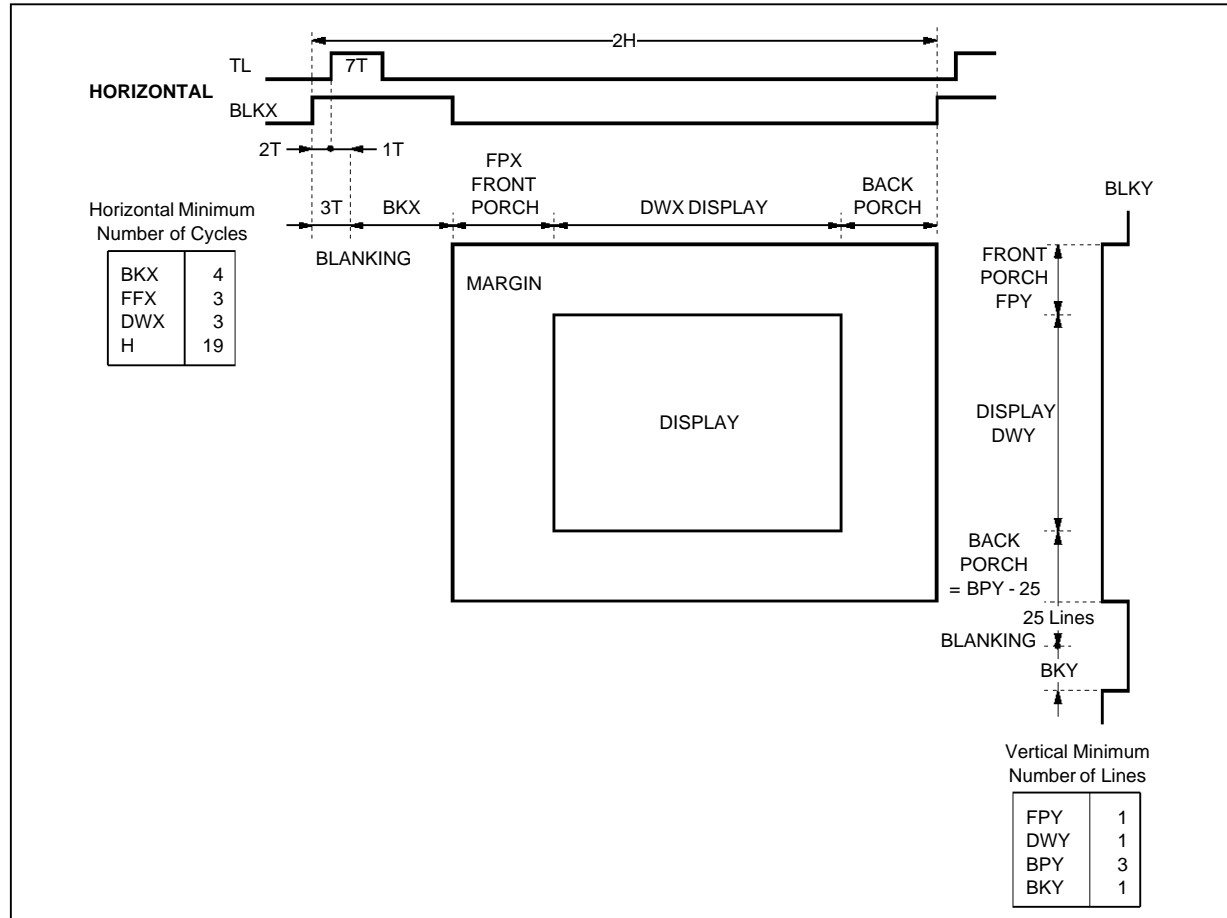 2H
TL
7T
HORIZONTAL
BLKX
2T
1T
FPX
FRONT
PORCH
BACK
PORCH
BLKY
3T
BKX
DWX DISPLAY
Horizontal Minimum
Number of Cycles
BLANKING
BKX 4
FFX 3
DWX 3
H 19
MARGIN
FRONT
PORCH
FPY
DISPLAY
DISPLAY
DWY
BACK
PORCH
= BPY - 25
25 Lines
BLANKING
BKY
Vertical Minimum
Number of Lines
FPY 1
DWY 1
BPY 3
BKY 1